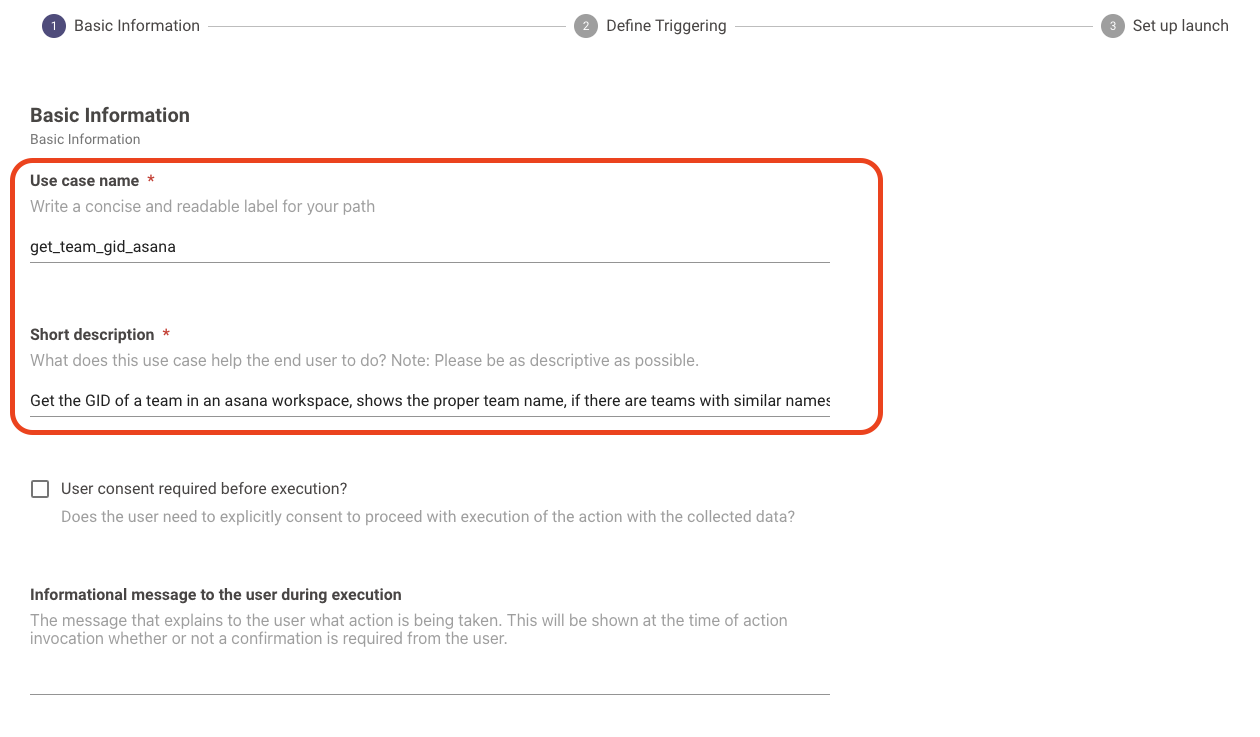 1 Basic Information 2 Define Triggering 3 Set up launch
Basic Information
Basic Information
Use case name *
Write a concise and readable label for your path
get_team_gid_asana
Short description *
What does this use case help the end user to do? Note: Please be as descriptive as possible.
Get the GID of a team in an asana workspace, shows the proper team name, if there are teams with similar names
User consent required before execution?
Does the user need to explicitly consent to proceed with execution of the action with the collected data?
Informational message to the user during execution
The message that explains to the user what action is being taken. This will be shown at the time of action
invocation whether or not a confirmation is required from the user.